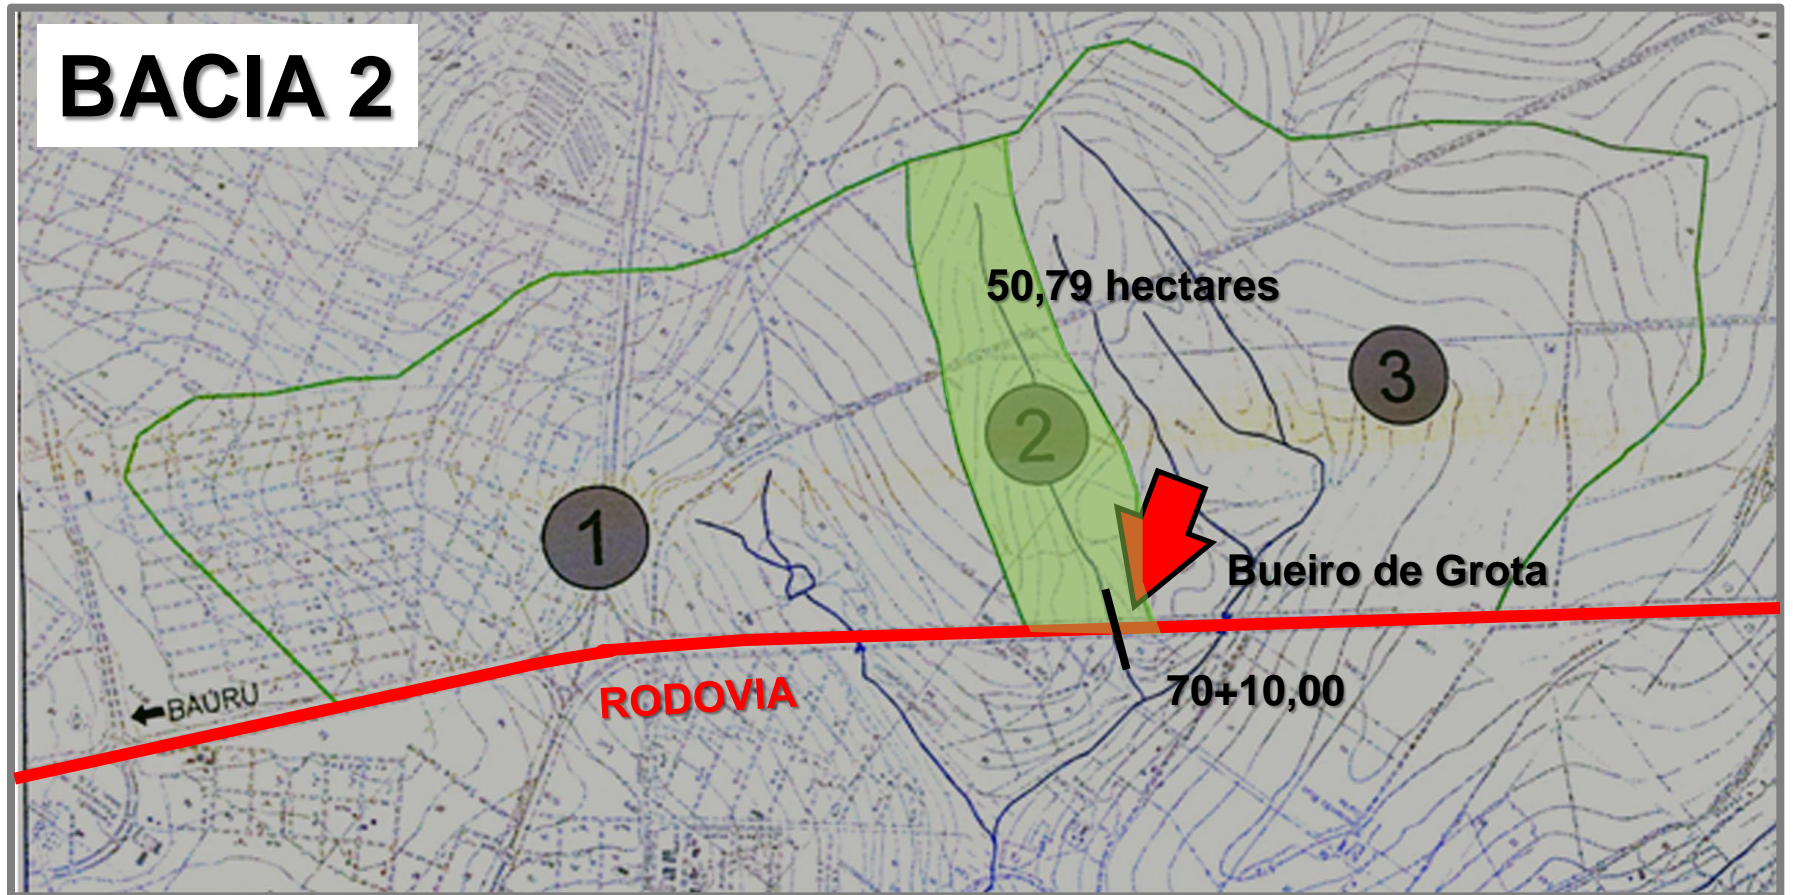 BACIA 2
50,79 hectares
3
2
1
Bueiro de Grota
70+10,00
RODOVIA
BAURU